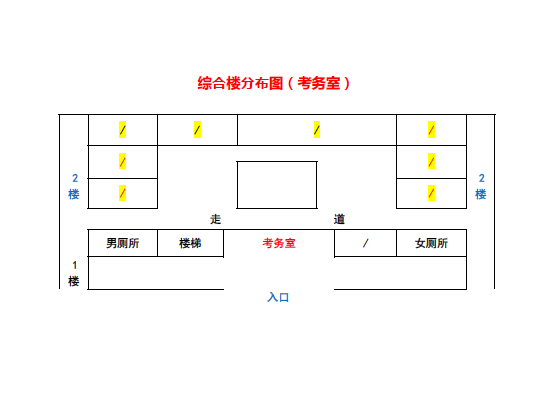 综合楼分布图（考务室）
/ / / /
/ /
2楼 2楼
/ /
走 道
男厕所 楼梯 考务室 / 女厕所
1楼
入口